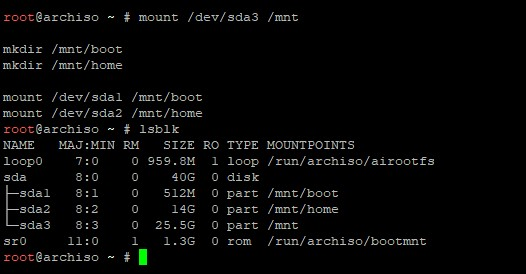 root@archiso ~ # mount /dev/sda3 /mnt
mkdir /mnt/boot
mkdir /mnt/home
mount /dev/sda1 /mnt/boot
mount /dev/sda2 /mnt/home
root@archiso ~ # lsblk
NAME   MAJ:MIN RM   SIZE RO TYPE MOUNTPOINTS
loop0    7:0    0 959.8M  1 loop /run/archiso/airootfs
sda      8:0    0    40G  0 disk
├─sda1   8:1    0   512M  0 part /mnt/boot
├─sda2   8:2    0    14G  0 part /mnt/home
└─sda3   8:3    0  25.5G  0 part /mnt
sr0     11:0    1   1.3G  0 rom  /run/archiso/bootmnt
root@archiso ~ #